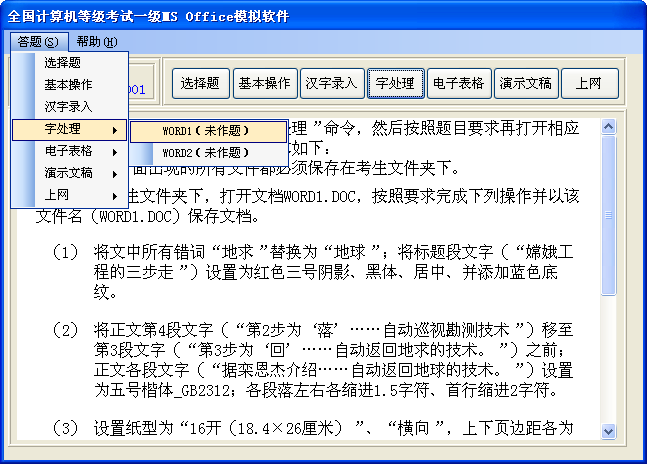 全国计算机等级考试一级MS Office模拟软件
答题(S) 帮助(H)
选择题
基本操作
汉字录入
字处理
电子表格
演示文稿
上网
WORD1(未作题)
WORD2(未作题)
001
选择题 基本操作 汉字录入 字处理 电子表格 演示文稿 上网
理”命令，然后按照题目要求再打开相应
如下：
面出现的所有文件都必须保存在考生文件夹下。
生文件夹下，打开文档WORD1.DOC，按照要求完成下列操作并以该
文件名（WORD1.DOC）保存文档。
（1） 将文中所有错词“地求”替换为“地球”；将标题段文字（“嫦娥工
程的三步走”）设置为红色三号阴影、黑体、居中、并添加蓝色底
纹。
（2） 将正文第4段文字（“第2步为‘落’……自动巡视勘测技术”）移至
第3段文字（“第3步为‘回’……自动返回地求的技术。”）之前；
正文各段文字（“据栾恩杰介绍……自动返回地球的技术。”）设置
为五号楷体_GB2312；各段落左右各缩进1.5字符、首行缩进2字符。
（3） 设置纸型为“16开（18.4×26厘米）”、“横向”，上下页边距各为